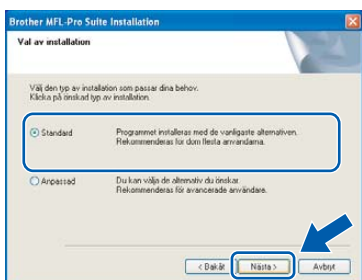 Brother MFL-Pro Suite Installation
Val av installation
Välj den typ av installation som passar dina behov.
Klicka på önskad typ av installation.
Standard
Programmet installeras med de vanligaste alternativen.
Rekommenderas för dom flesta användarna.
Anpassad
Du kan välja de alternativ du önskar.
Rekommenderas för avancerade användare.
< Bakåt
Nästa >
Avbryt